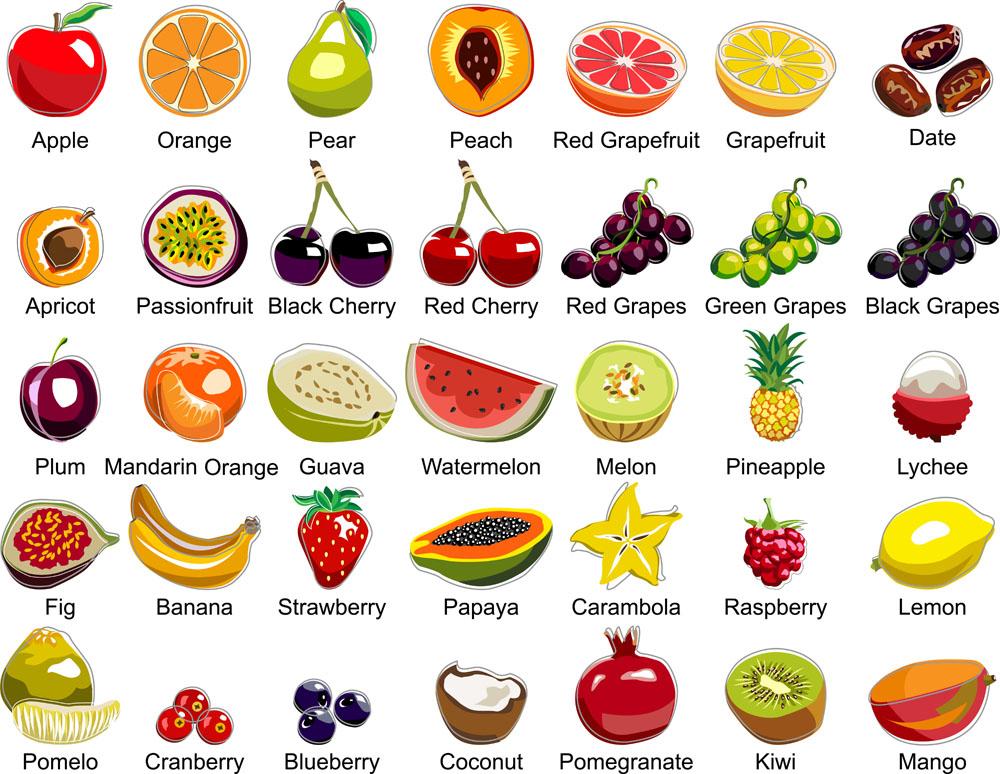 Apple Orange Pear Peach Red Grapefruit Grapefruit Date
Apricot Passionfruit Black Cherry Red Cherry Red Grapes Green Grapes Black Grapes
Plum Mandarin Orange Guava Watermelon Melon Pineapple Lychee
Fig Banana Strawberry Papaya Carambola Raspberry Lemon
Pomelo Cranberry Blueberry Coconut Pomegranate Kiwi Mango